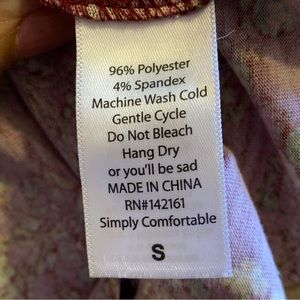 96% Polyester
4% Spandex
Machine Wash Cold
Gentle Cycle
Do Not Bleach
Hang Dry
or you'll be sad
MADE IN CHINA
RN#142161
Simply Comfortable
S